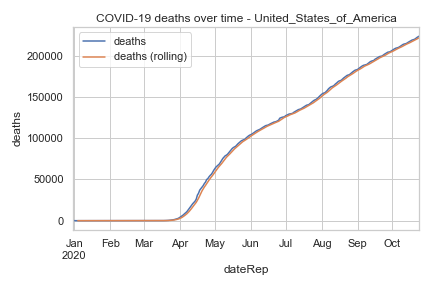 COVID-19 deaths over time - United_States_of_America
deaths
deaths (rolling)
200000
150000
100000
50000
0
deaths
Jan Feb Mar Apr May Jun Jul Aug Sep Oct
2020
dateRep